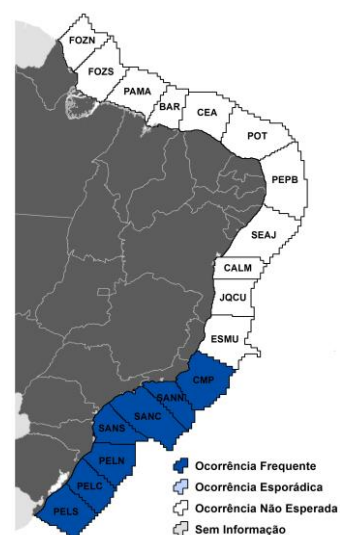 FOZN
FOZS
PAMA
BAR
CEA
POT
PEPB
SEAJ
CALM
JQCU
ESMU
CMP
SANN
SANC
SANS
PELN
PELC
PELS
Ocorrência Frequente
Ocorrência Esporádica
Ocorrência Não Esperada
Sem Informação